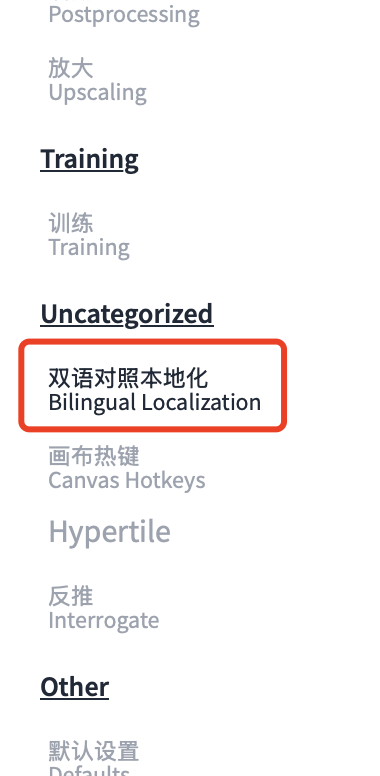 Postprocessing
放大
Upscaling
Training
训练
Training
Uncategorized
双语对照本地化
Bilingual Localization
画布热键
Canvas Hotkeys
Hypertile
反推
Interrogate
Other
默认设置
Defaults